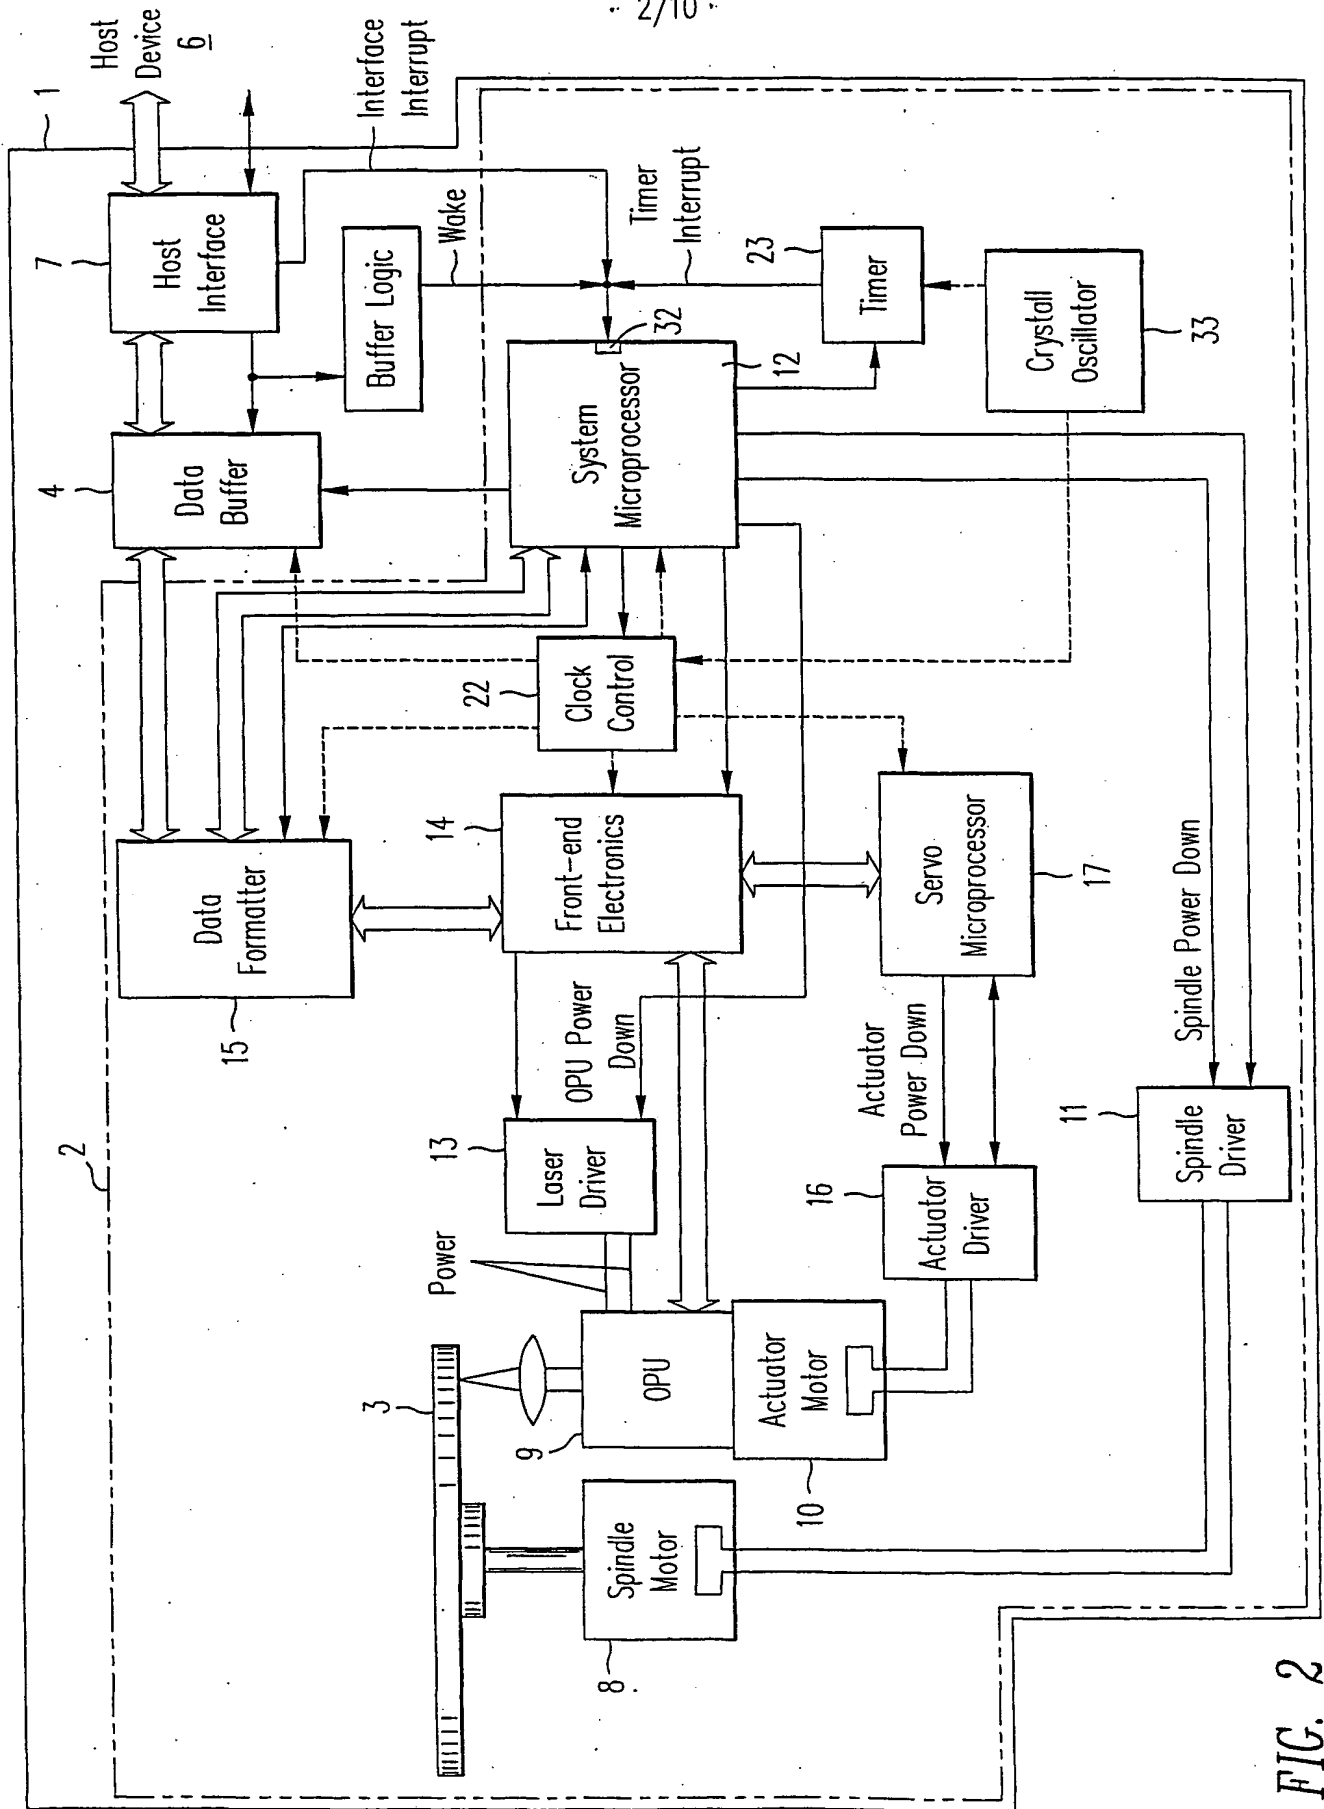 2/10
Host
Device
6
1
Interface
Interrupt
7
Host
Interface
Buffer Logic
Wake
Timer
Interrupt
23
Timer
Crystall
Oscillator
33
4
Data
Buffer
System
Microprocessor
32
12
22
Clock
Control
14
Front-end
Electronics
Data
Formatter
15
Servo
Microprocessor
17
2
13
Laser
Driver
OPU Power
Down
Actuator
Power Down
Spindle Power Down
16
Actuator
Driver
11
Spindle
Driver
Power
3
OPU
9
Actuator
Motor
10
Spindle
Motor
8
FIG. 2